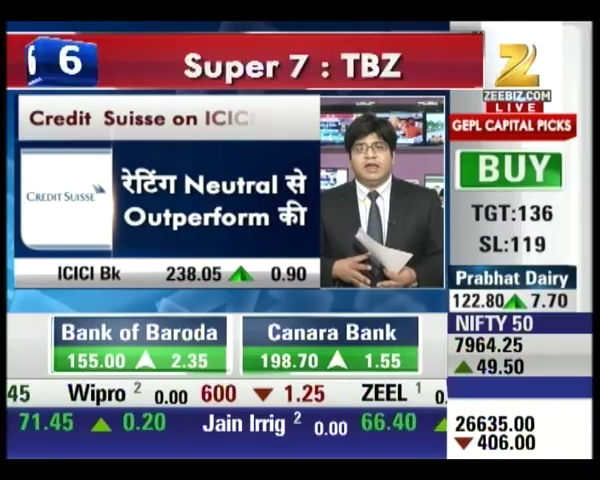 6
Super 7 : TBZ
ZEEBIZ.COM
LIVE
Credit Suisse on ICIC
GEPL CAPITAL PICKS
CREDIT SUISSE
रेटिंग Neutral से
Outperform की
BUY
TGT:136
SL:119
ICICI Bk 238.05 0.90
Prabhat Dairy
122.80 7.70
Bank of Baroda
155.00 2.35
Canara Bank
198.70 1.55
NIFTY 50
7964.25
49.50
45 Wipro 2 0.00 600 1.25 ZEEL 1 0.
71.45 0.20 Jain Irrig 2 0.00 66.40
26635.00
406.00